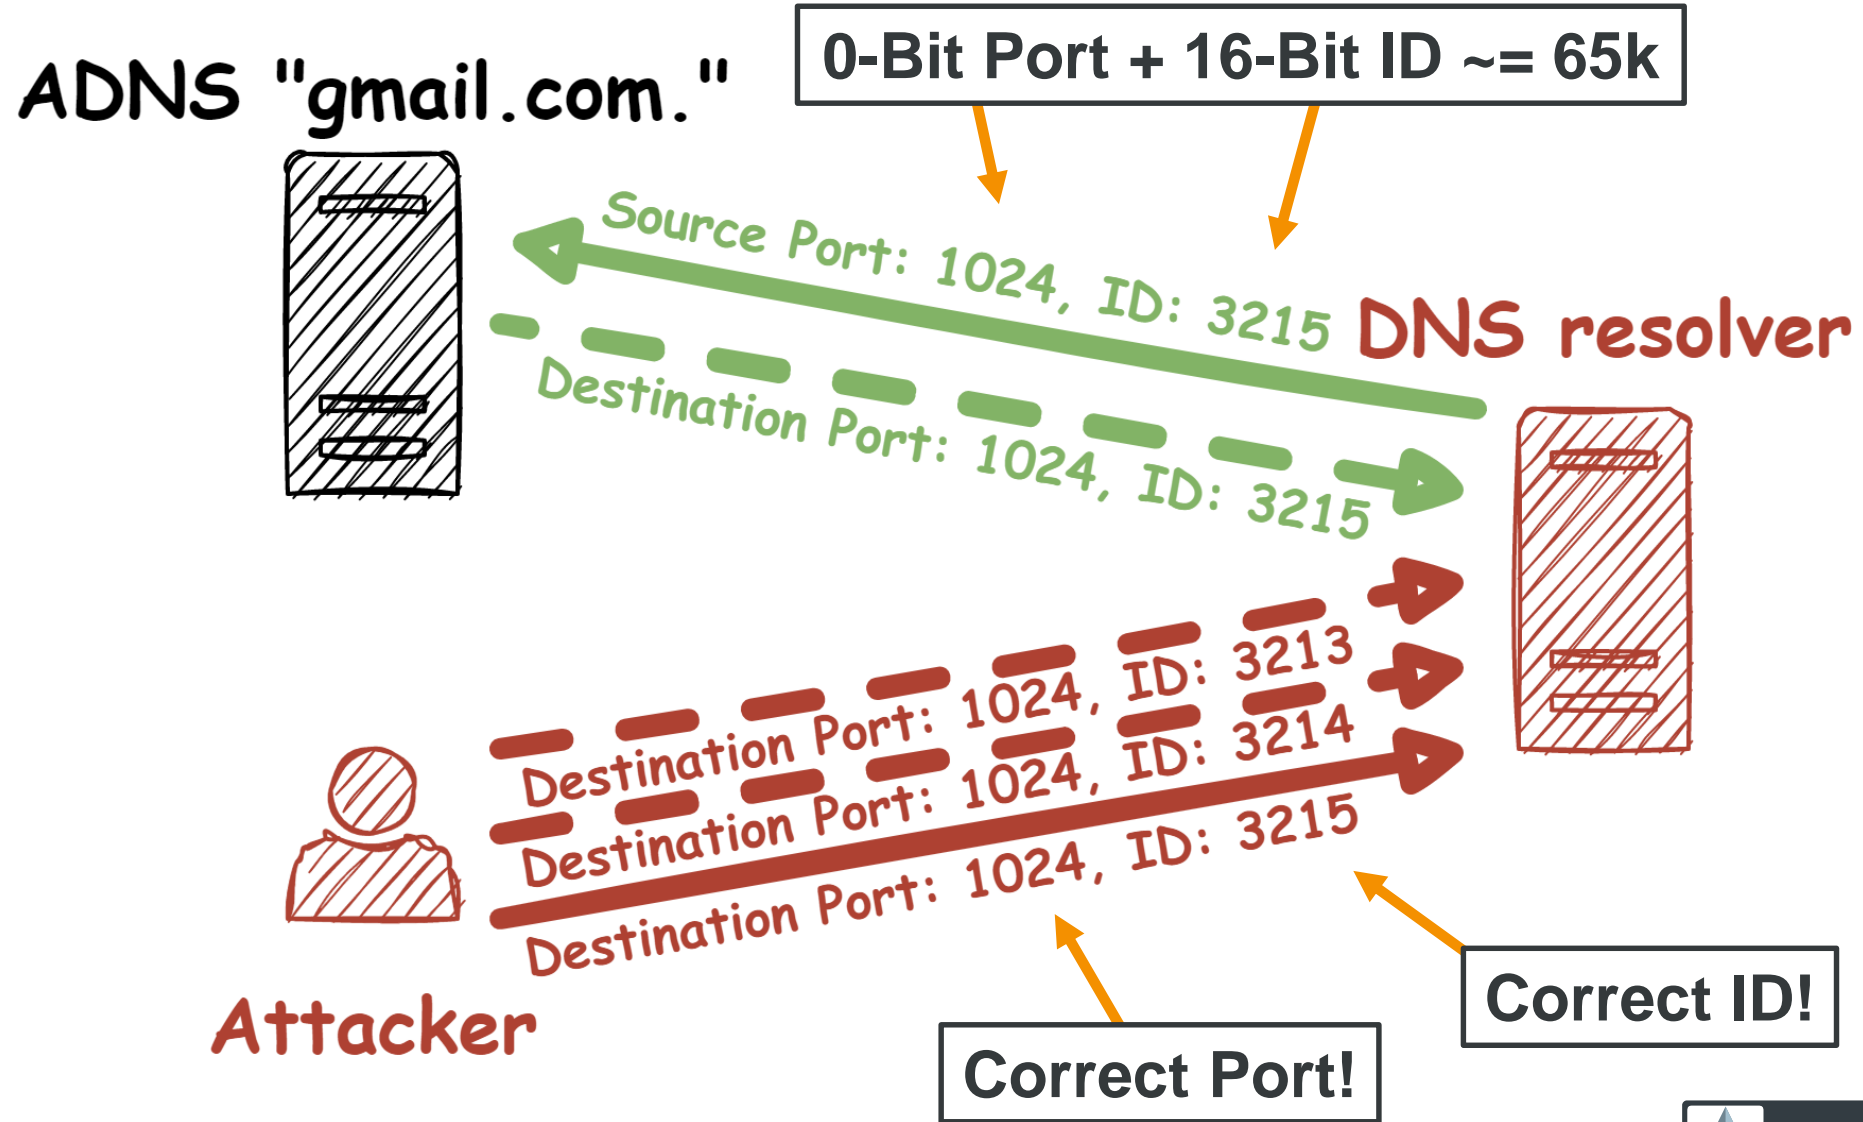 0-Bit Port + 16-Bit ID ~= 65k
ADNS "gmail.com."
Source Port: 1024, ID: 3215
DNS resolver
Destination Port: 1024, ID: 3215
Destination Port: 1024, ID: 3213
Destination Port: 1024, ID: 3214
Destination Port: 1024, ID: 3215
Attacker
Correct ID!
Correct Port!